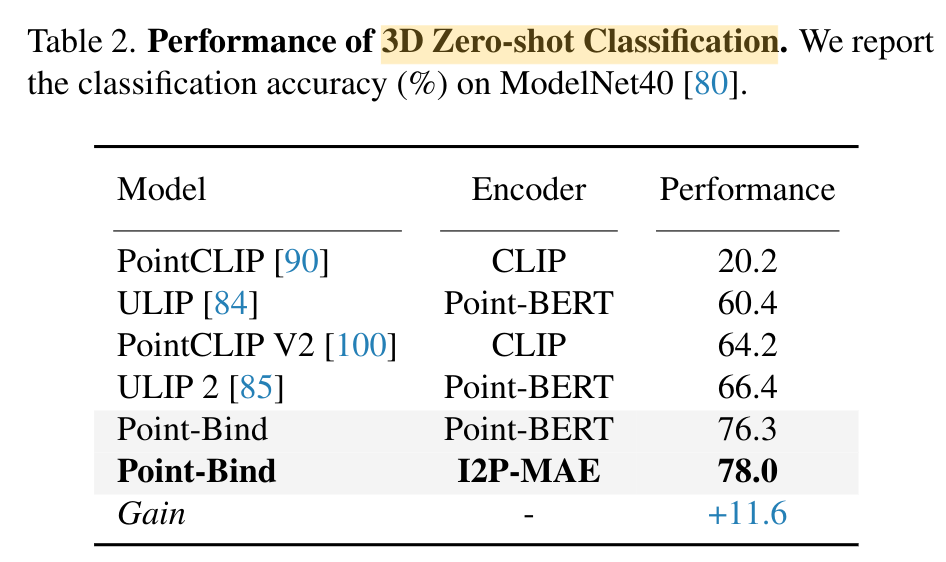 Table 2. Performance of 3D Zero-shot Classification. We report
the classification accuracy (%) on ModelNet40 [80].
Model Encoder Performance
PointCLIP [90] CLIP 20.2
ULIP [84] Point-BERT 60.4
PointCLIP V2 [100] CLIP 64.2
ULIP 2 [85] Point-BERT 66.4
Point-Bind Point-BERT 76.3
Point-Bind I2P-MAE 78.0
Gain - +11.6